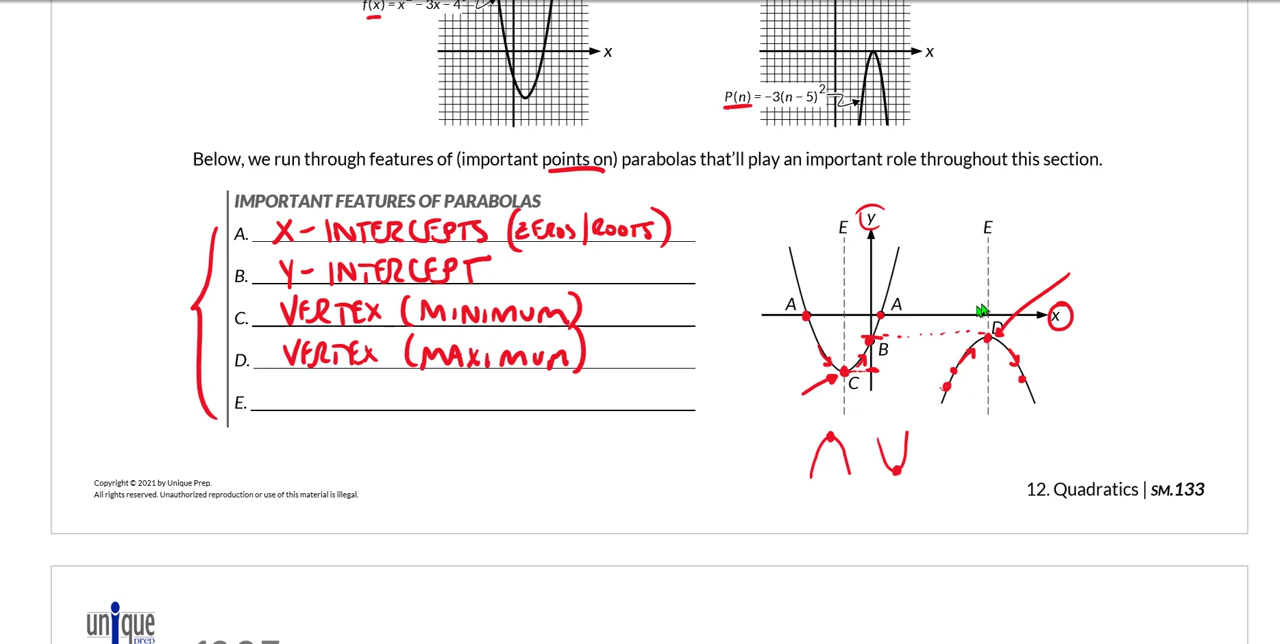 f(x) = x² – 3x – 4
x
x
P(n) = –3(n – 5)²
Below, we run through features of (important points on) parabolas that'll play an important role throughout this section.
IMPORTANT FEATURES OF PARABOLAS
A. X-INTERCEPTS (ZEROS/ROOTS)
B. Y-INTERCEPT
C. VERTEX (MINIMUM)
D. VERTEX (MAXIMUM)
E.
E
y
E
A
A
x
D
B
C
Copyright © 2021 by Unique Prep.
All rights reserved. Unauthorized reproduction or use of this material is illegal.
12. Quadratics | SM.133
unique
prep